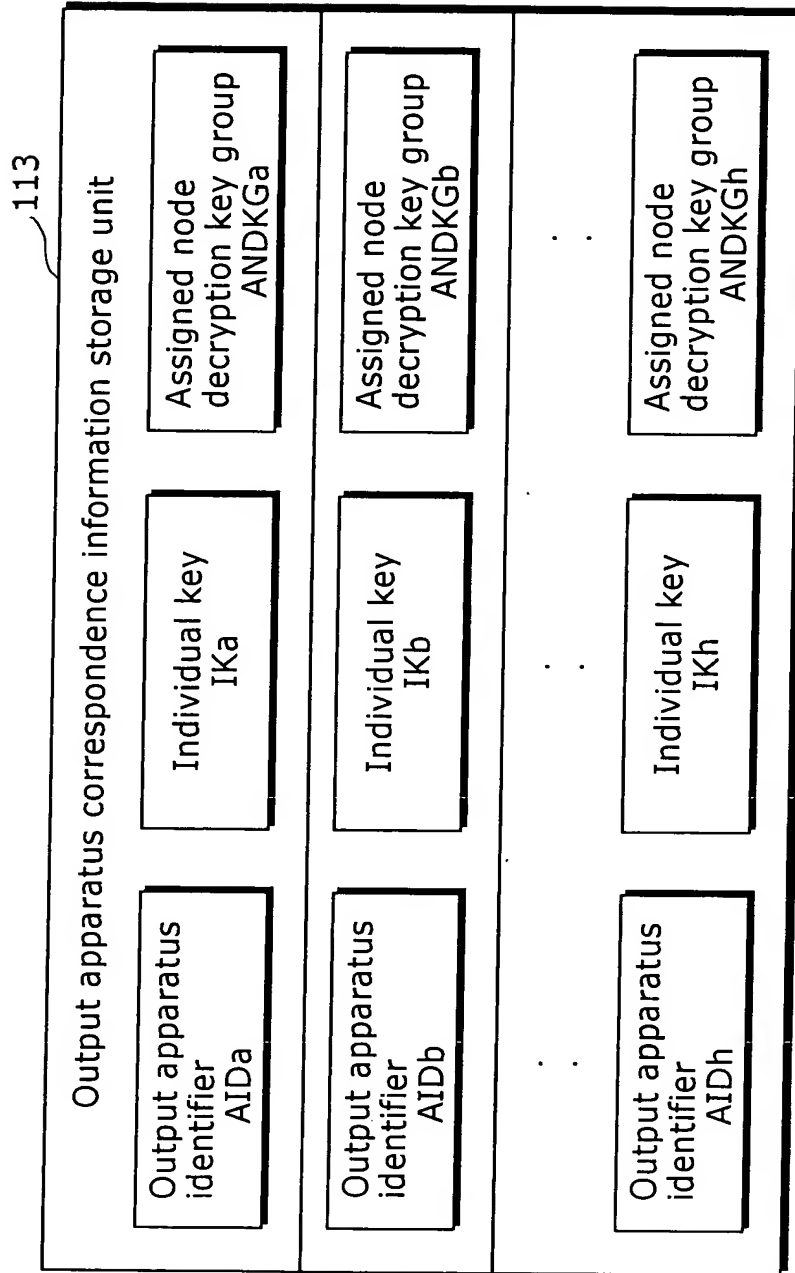 113
Output apparatus correspondence information storage unit
Output apparatus
identifier
AIDa
Individual key
IKa
Assigned node
decryption key group
ANDKGa
Output apparatus
identifier
AIDb
Individual key
IKb
Assigned node
decryption key group
ANDKGb
Output apparatus
identifier
AIDh
Individual key
IKh
Assigned node
decryption key group
ANDKGh